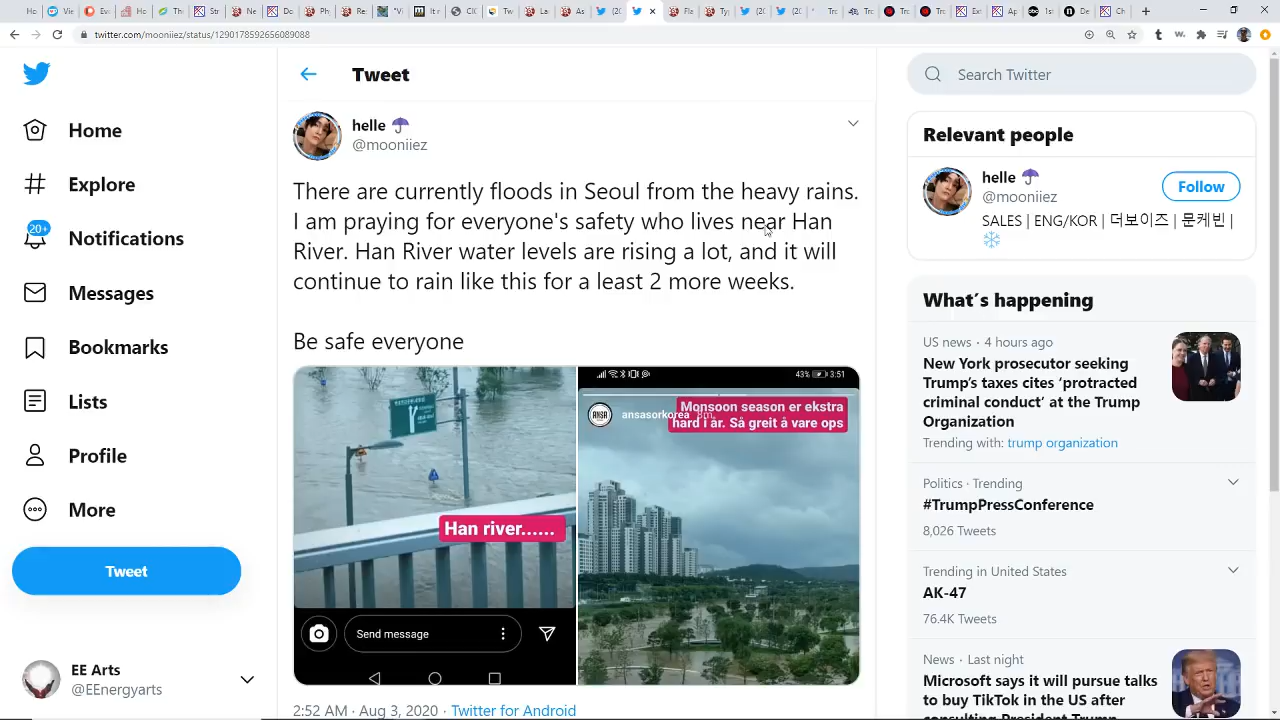 twitter.com/mooniiez/status/1290178592656089088
Home
Explore
20+
Notifications
Messages
Bookmarks
Lists
Profile
More
Tweet
EE Arts
@EEnergyarts
Tweet
helle ☂
@mooniiez
There are currently floods in Seoul from the heavy rains.
I am praying for everyone's safety who lives near Han
River. Han River water levels are rising a lot, and it will
continue to rain like this for a least 2 more weeks.
Be safe everyone
Han river......
Send message
43% 3:51
ansasorkorea 8m
Monsoon season er ekstra
hard i år. Så greit å vare ops
2:52 AM · Aug 3, 2020 · Twitter for Android
Search Twitter
Relevant people
helle ☂
@mooniiez
Follow
SALES | ENG/KOR | 더보이즈 | 문케빈 |
❄
What's happening
US news · 4 hours ago
New York prosecutor seeking
Trump's taxes cites ‘protracted
criminal conduct’ at the Trump
Organization
Trending with: trump organization
Politics · Trending
#TrumpPressConference
8,026 Tweets
Trending in United States
AK-47
76.4K Tweets
News · Last night
Microsoft says it will pursue talks
to buy TikTok in the US after
consulting President Trump